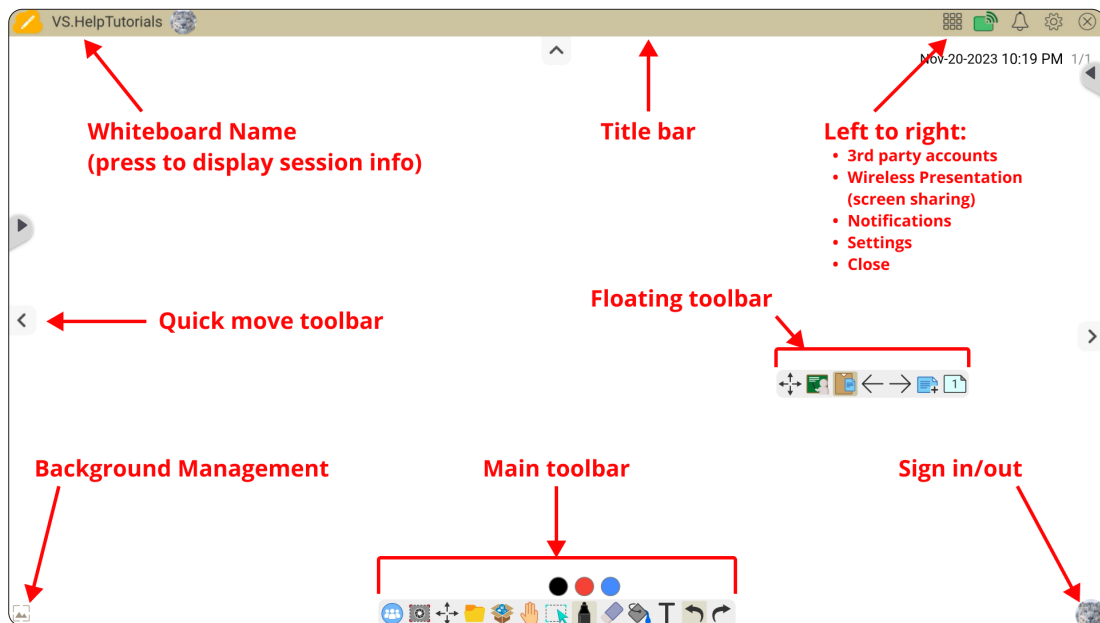 VS.HelpTutorials
Nov-20-2023 10:19 PM 1/1
Whiteboard Name
(press to display session info)
Title bar
Left to right:
• 3rd party accounts
• Wireless Presentation
(screen sharing)
• Notifications
• Settings
• Close
Floating toolbar
Quick move toolbar
1
Background Management
Main toolbar
Sign in/out
T